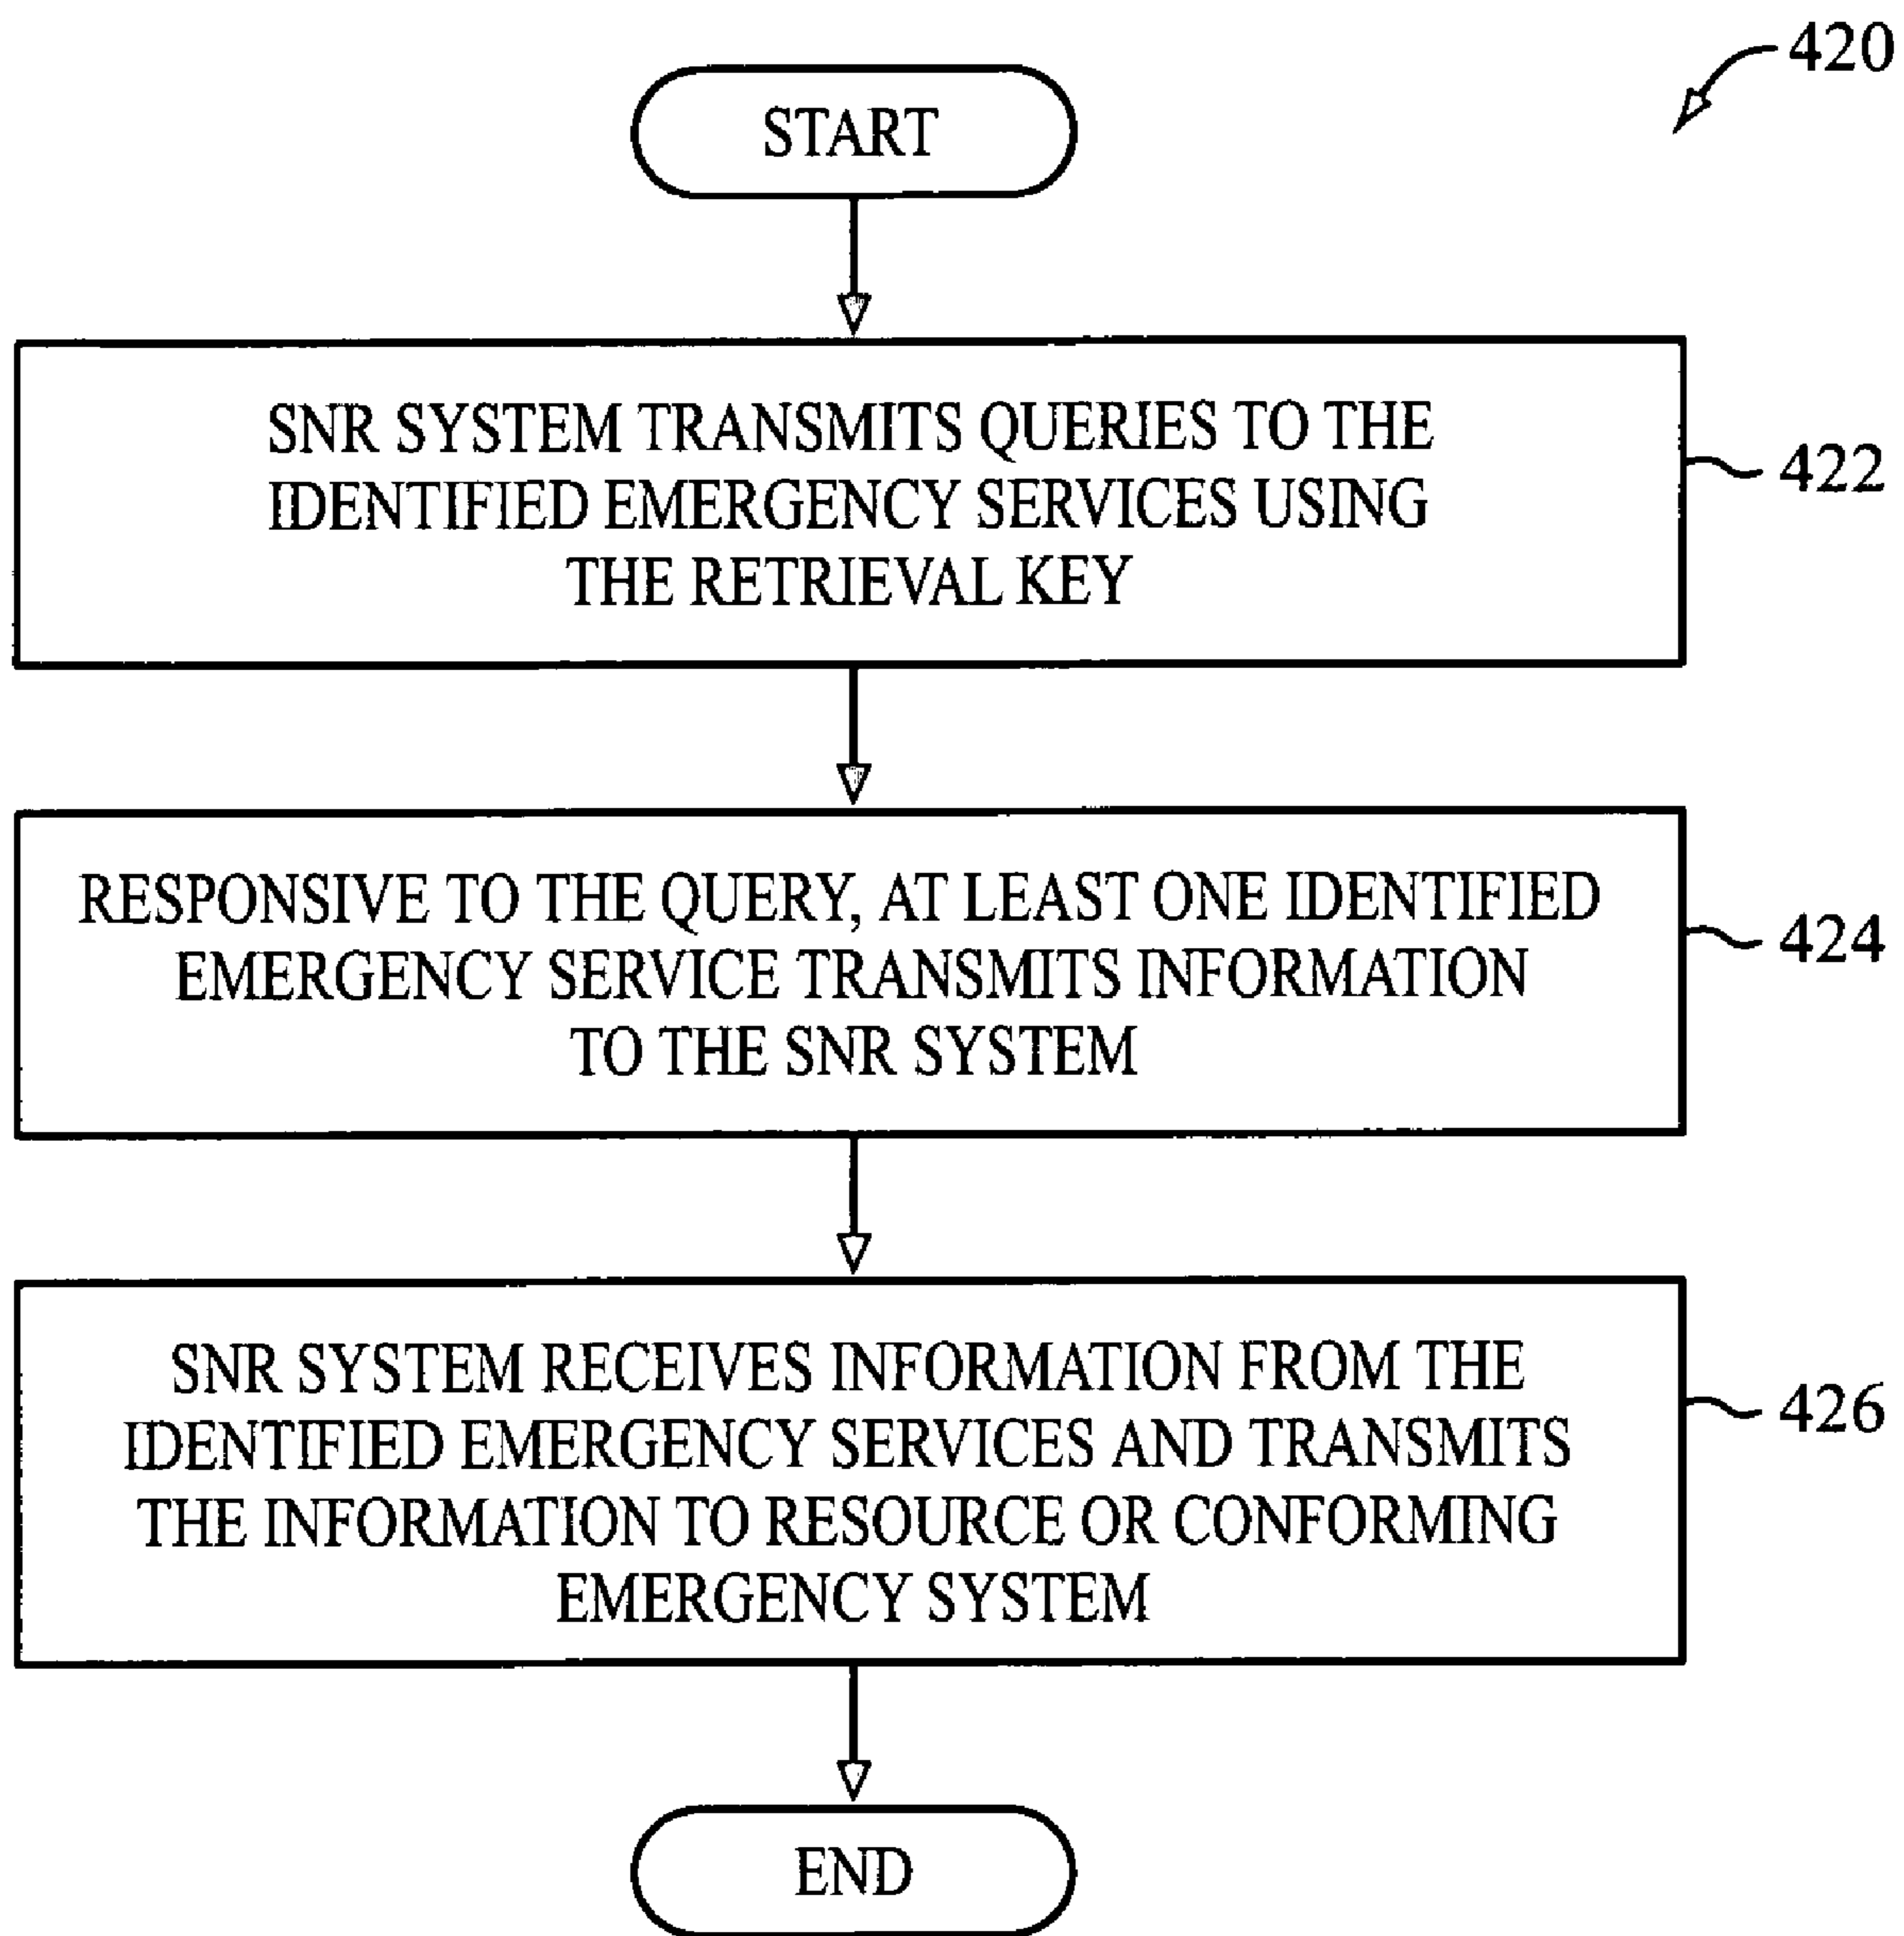 420
START
SNR SYSTEM TRANSMITS QUERIES TO THE
IDENTIFIED EMERGENCY SERVICES USING
THE RETRIEVAL KEY
422
RESPONSIVE TO THE QUERY, AT LEAST ONE IDENTIFIED
EMERGENCY SERVICE TRANSMITS INFORMATION
TO THE SNR SYSTEM
424
SNR SYSTEM RECEIVES INFORMATION FROM THE
IDENTIFIED EMERGENCY SERVICES AND TRANSMITS
THE INFORMATION TO RESOURCE OR CONFORMING
EMERGENCY SYSTEM
426
END